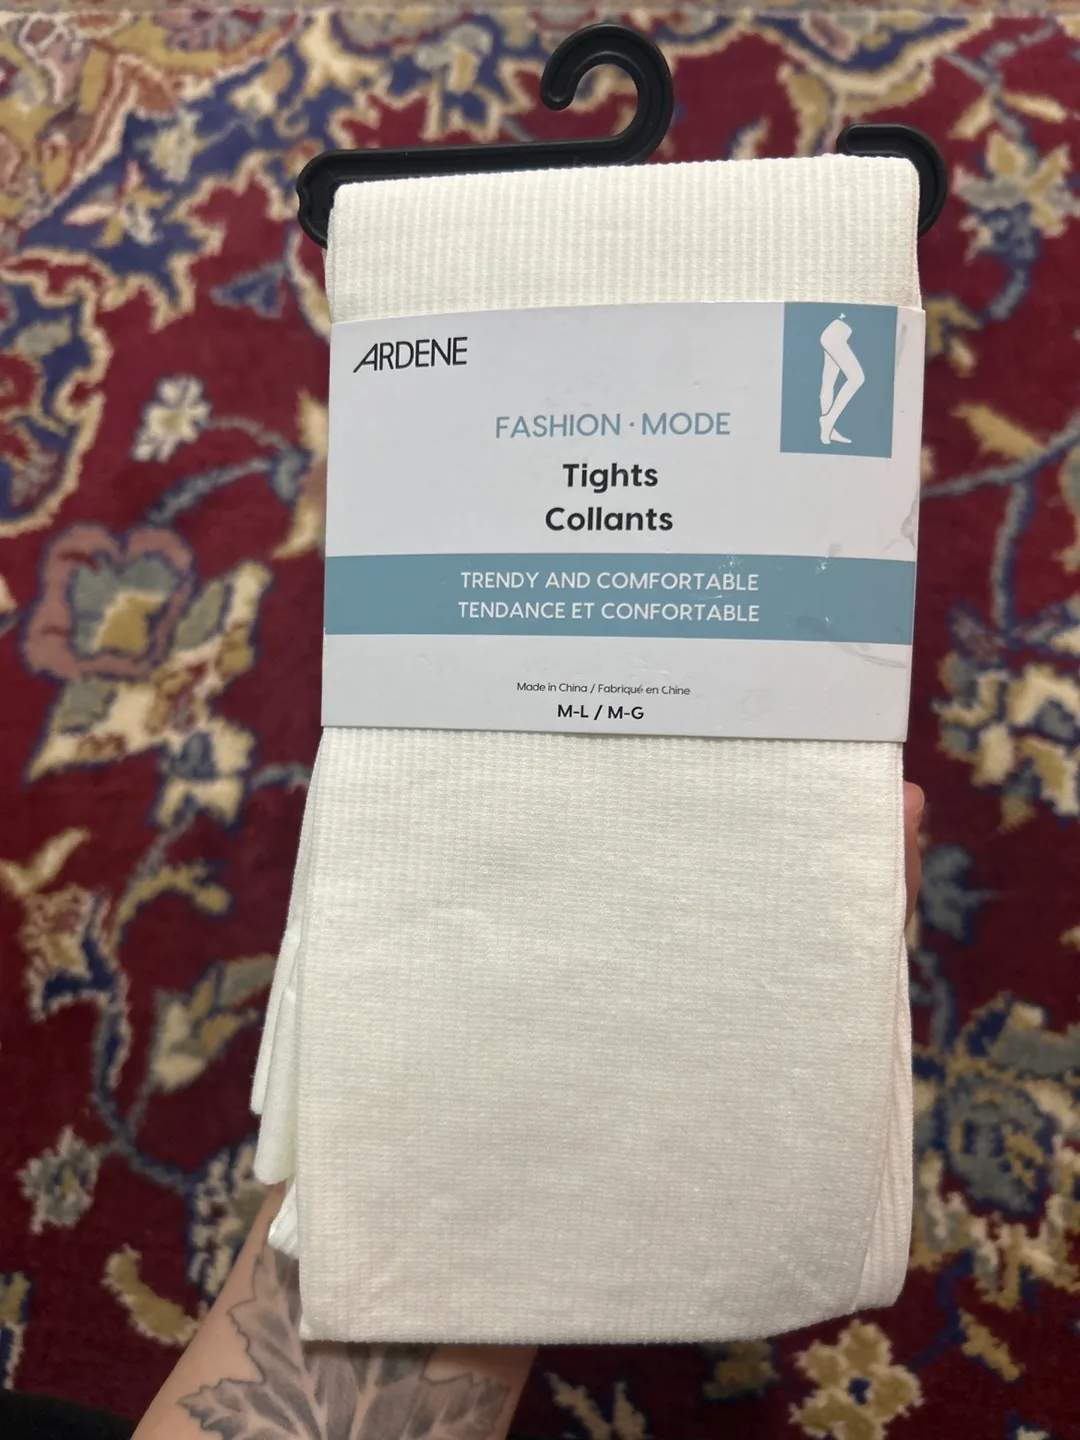 ARDENE
FASHION · MODE
Tights
Collants
TRENDY AND COMFORTABLE
TENDANCE ET CONFORTABLE
Made in China / Fabriqué en Chine
M-L / M-G